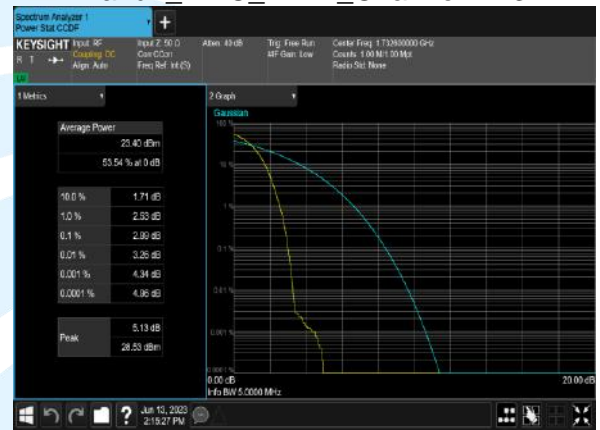 Spectrum Analyzer 1
Power Stat CCDF
KEYSIGHT
Input: RF
Coupling: DC
Align: Auto
Input Z: 50 Ω
Corr CCorr
Freq Ref: Int (S)
Atten: 40 dB
Trig: Free Run
#IF Gain: Low
Center Freq: 1.732600000 GHz
Counts: 1.00 M/1.00 Mpt
Radio Std: None
R T
1 Metrics
2 Graph
Gaussian
Average Power
23.40 dBm
53.54 % at 0 dB
10.0 % 1.71 dB
1.0 % 2.53 dB
0.1 % 2.99 dB
0.01 % 3.26 dB
0.001 % 4.34 dB
0.0001 % 4.96 dB
Peak
5.13 dB
28.53 dBm
100 %
10 %
1 %
0.1 %
0.01 %
0.001 %
0.0001 %
0.00 dB
20.00 dB
Info BW 5.0000 MHz
?
Jun 13, 2023
2:15:27 PM